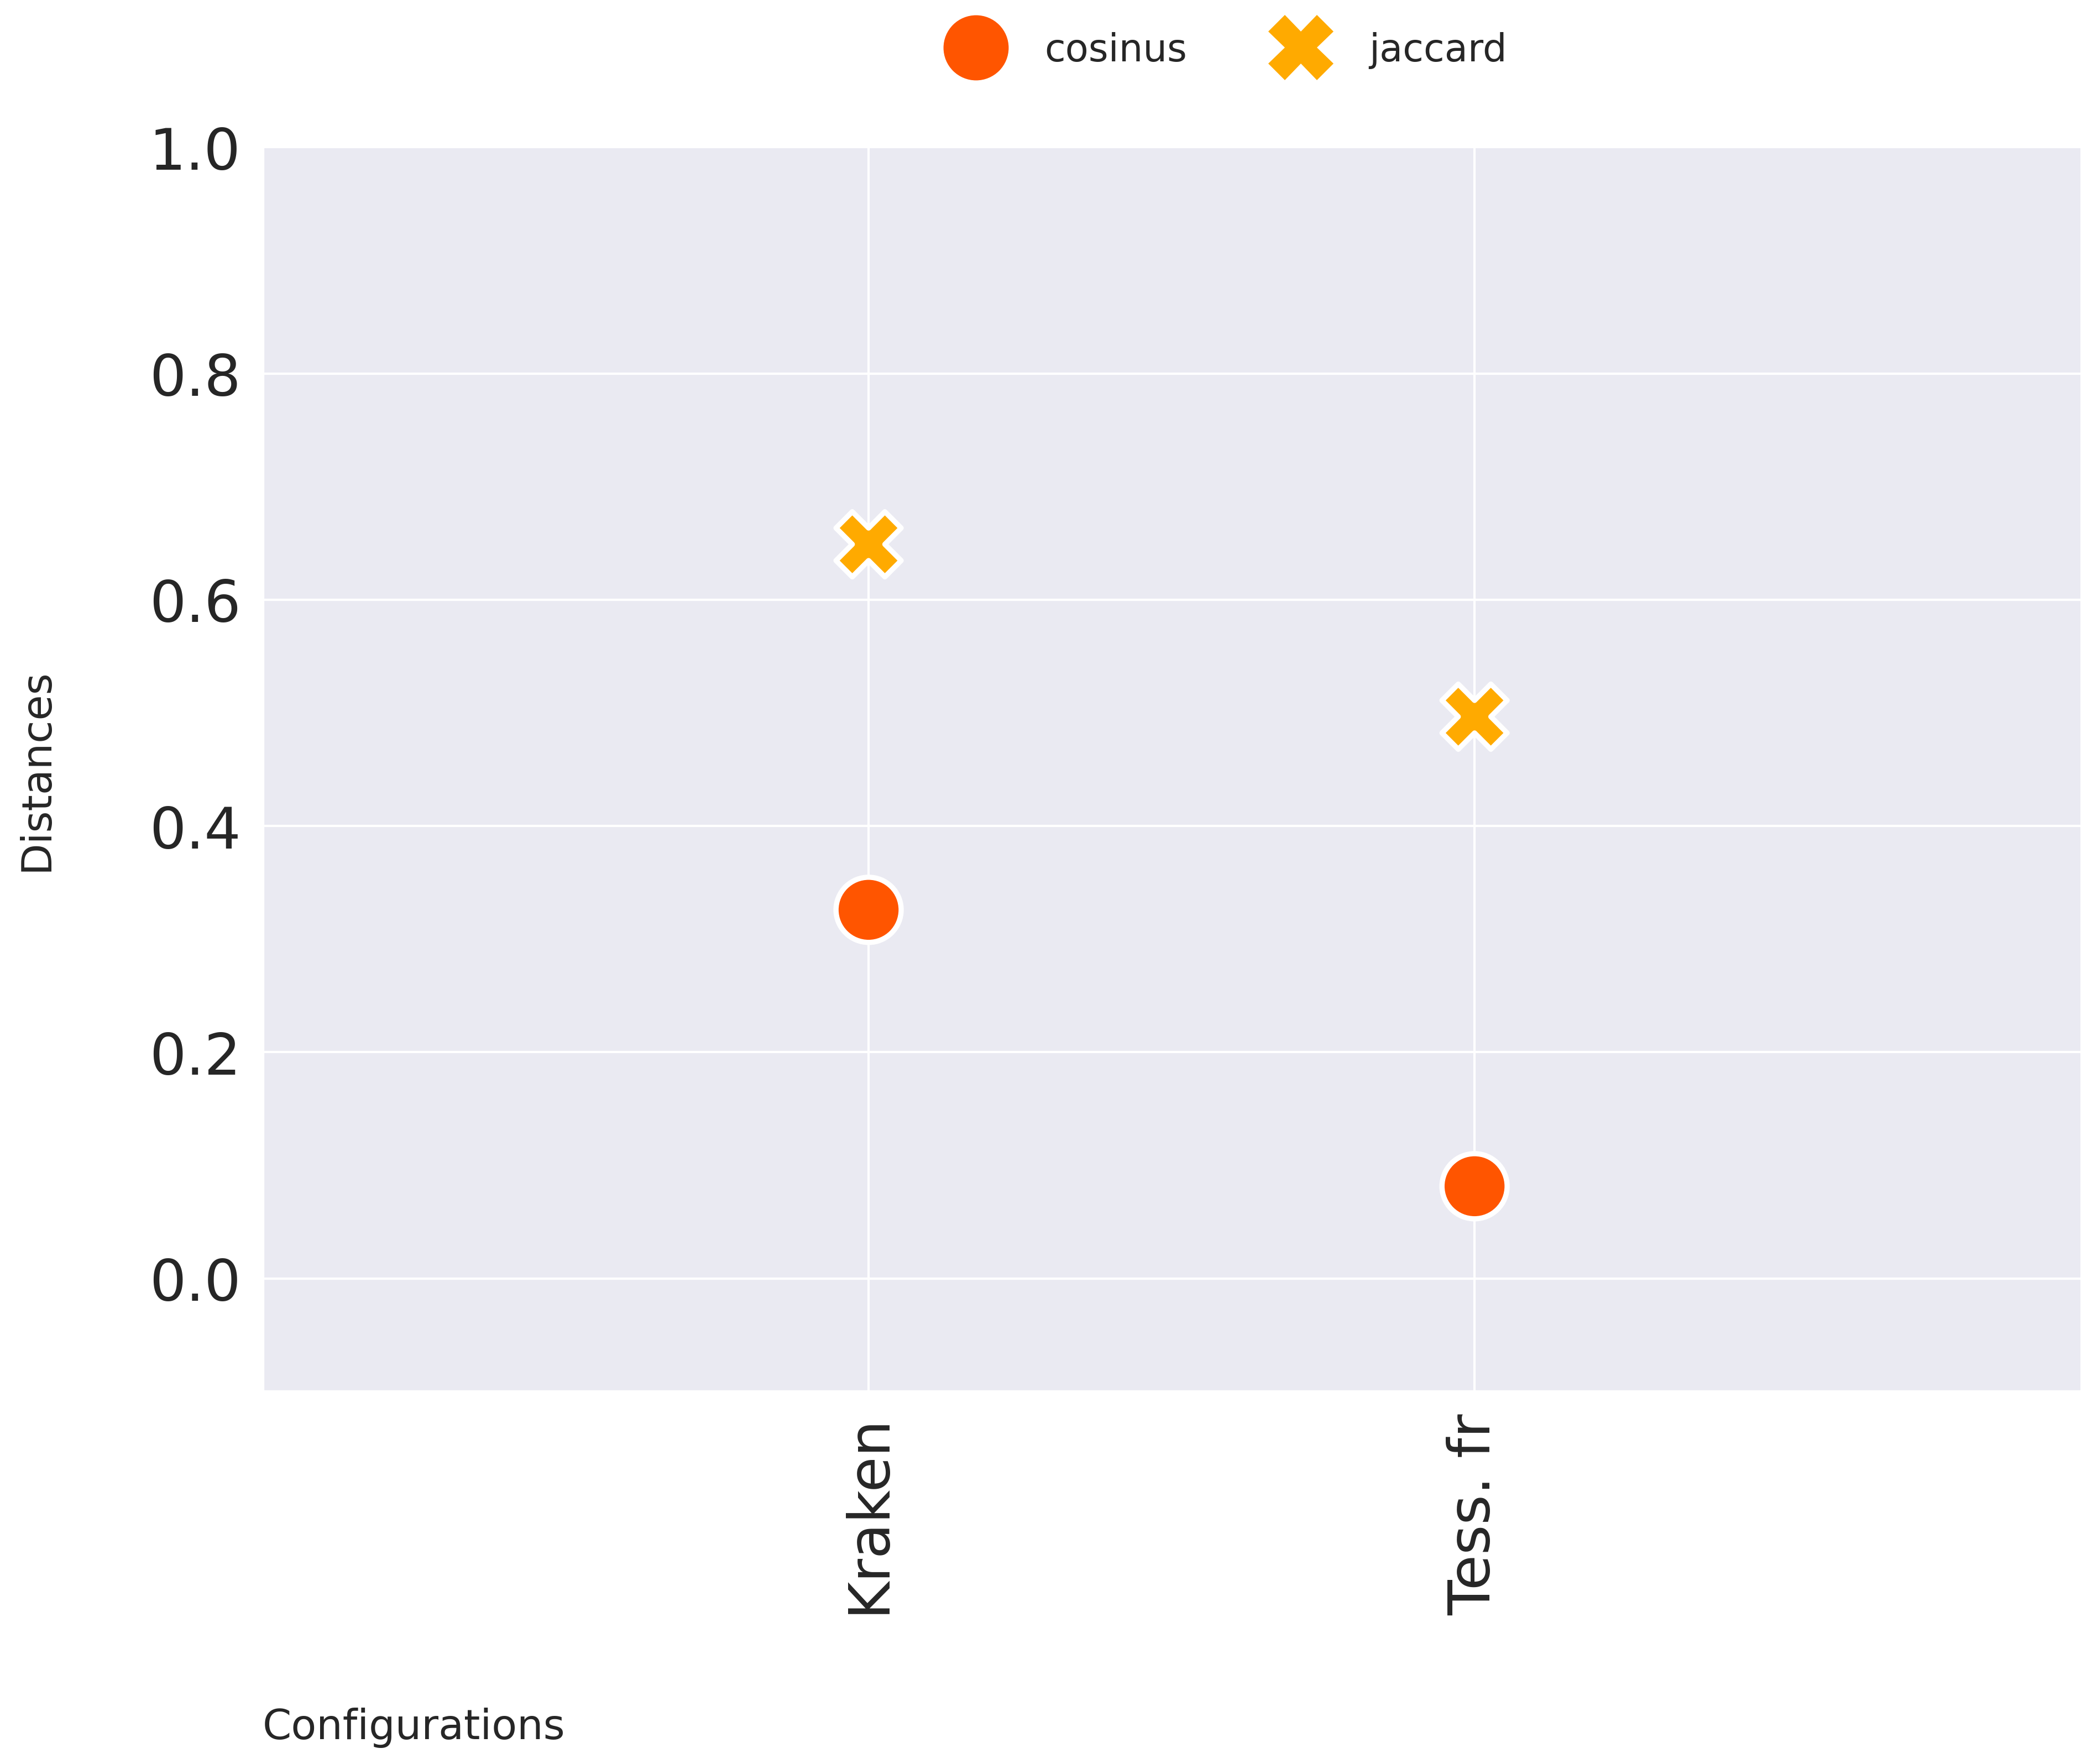 cosinus jaccard
1.0
0.8
0.6
0.4
0.2
0.0
Distances
Kraken
Tess. fr
Configurations